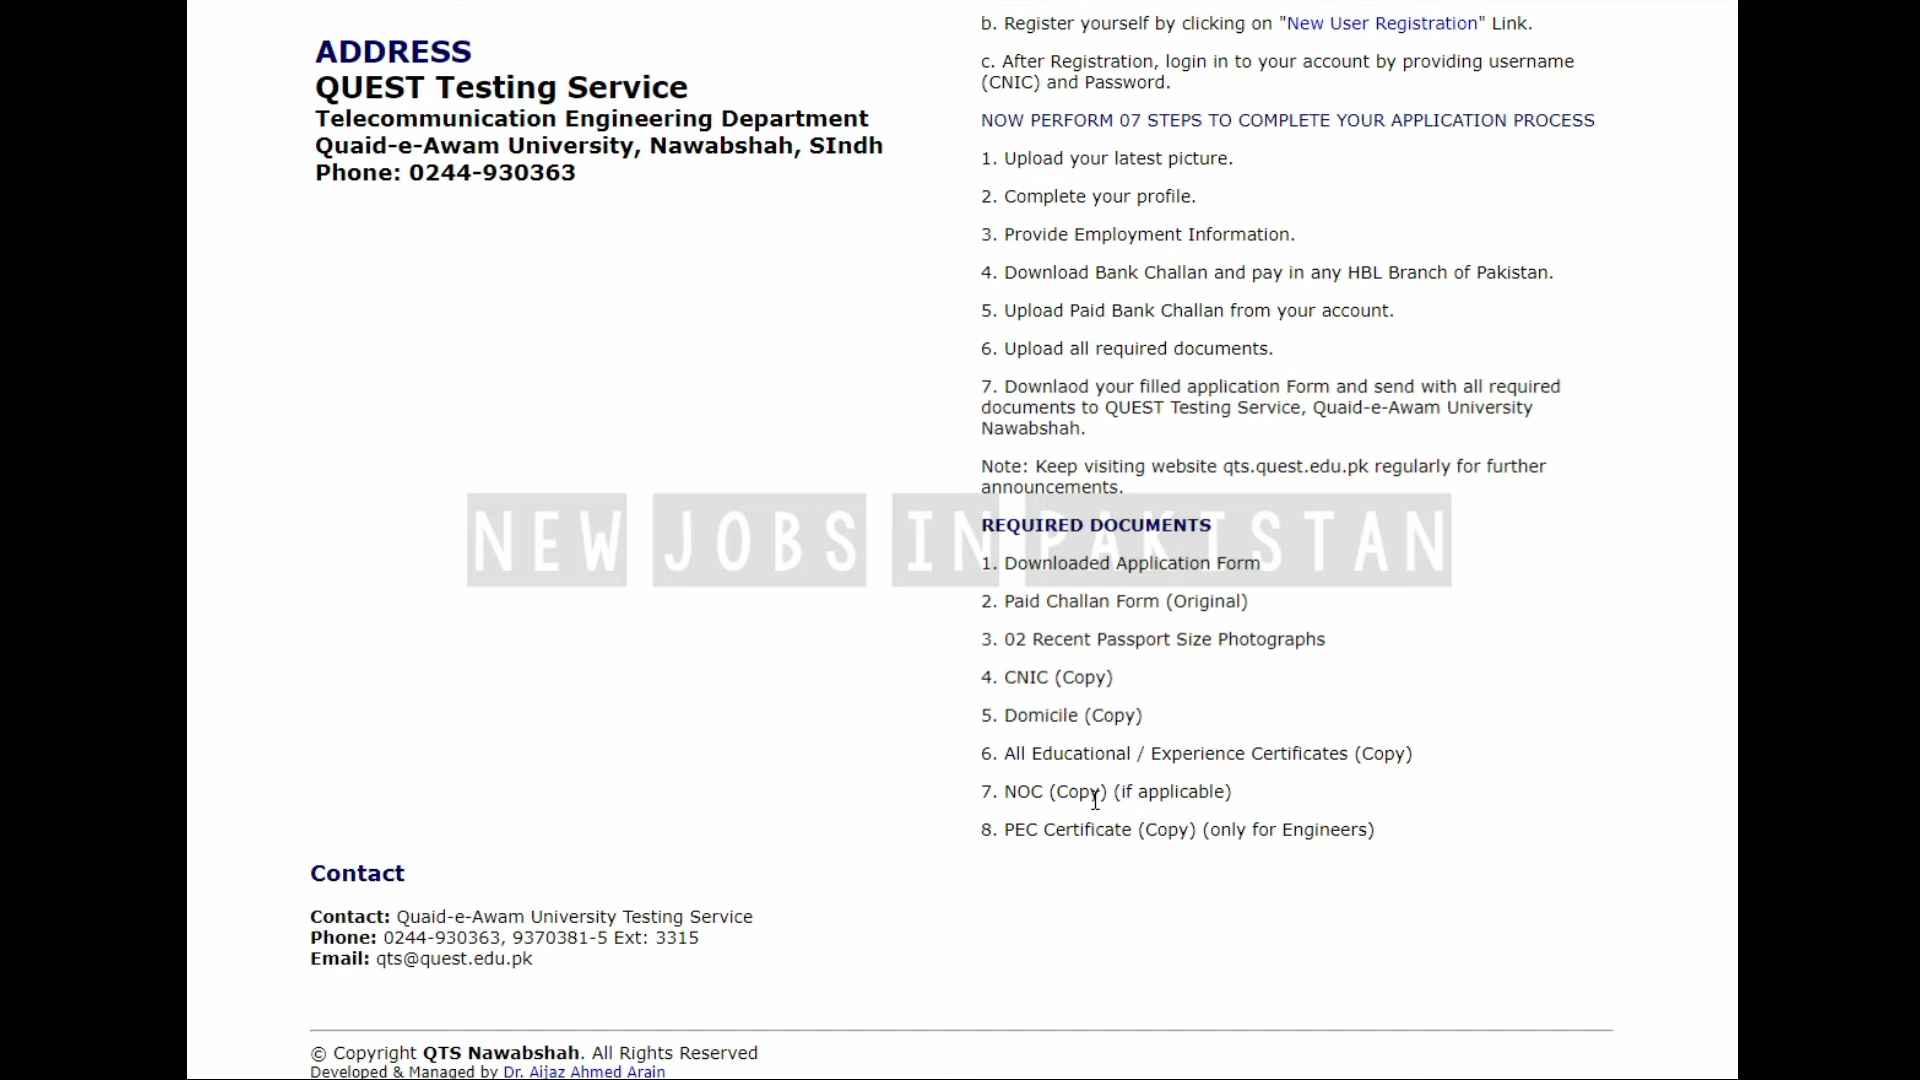 ADDRESS
QUEST Testing Service
Telecommunication Engineering Department
Quaid-e-Awam University, Nawabshah, SIndh
Phone: 0244-930363
b. Register yourself by clicking on "New User Registration" Link.
c. After Registration, login in to your account by providing username
(CNIC) and Password.
NOW PERFORM 07 STEPS TO COMPLETE YOUR APPLICATION PROCESS
1. Upload your latest picture.
2. Complete your profile.
3. Provide Employment Information.
4. Download Bank Challan and pay in any HBL Branch of Pakistan.
5. Upload Paid Bank Challan from your account.
6. Upload all required documents.
7. Downlaod your filled application Form and send with all required
documents to QUEST Testing Service, Quaid-e-Awam University
Nawabshah.
Note: Keep visiting website qts.quest.edu.pk regularly for further
announcements.
NEW JOBS IN PAKISTAN
REQUIRED DOCUMENTS
1. Downloaded Application Form
2. Paid Challan Form (Original)
3. 02 Recent Passport Size Photographs
4. CNIC (Copy)
5. Domicile (Copy)
6. All Educational / Experience Certificates (Copy)
7. NOC (Copy) (if applicable)
8. PEC Certificate (Copy) (only for Engineers)
Contact
Contact: Quaid-e-Awam University Testing Service
Phone: 0244-930363, 9370381-5 Ext: 3315
Email: qts@quest.edu.pk
© Copyright QTS Nawabshah. All Rights Reserved
Developed & Managed by Dr. Aijaz Ahmed Arain